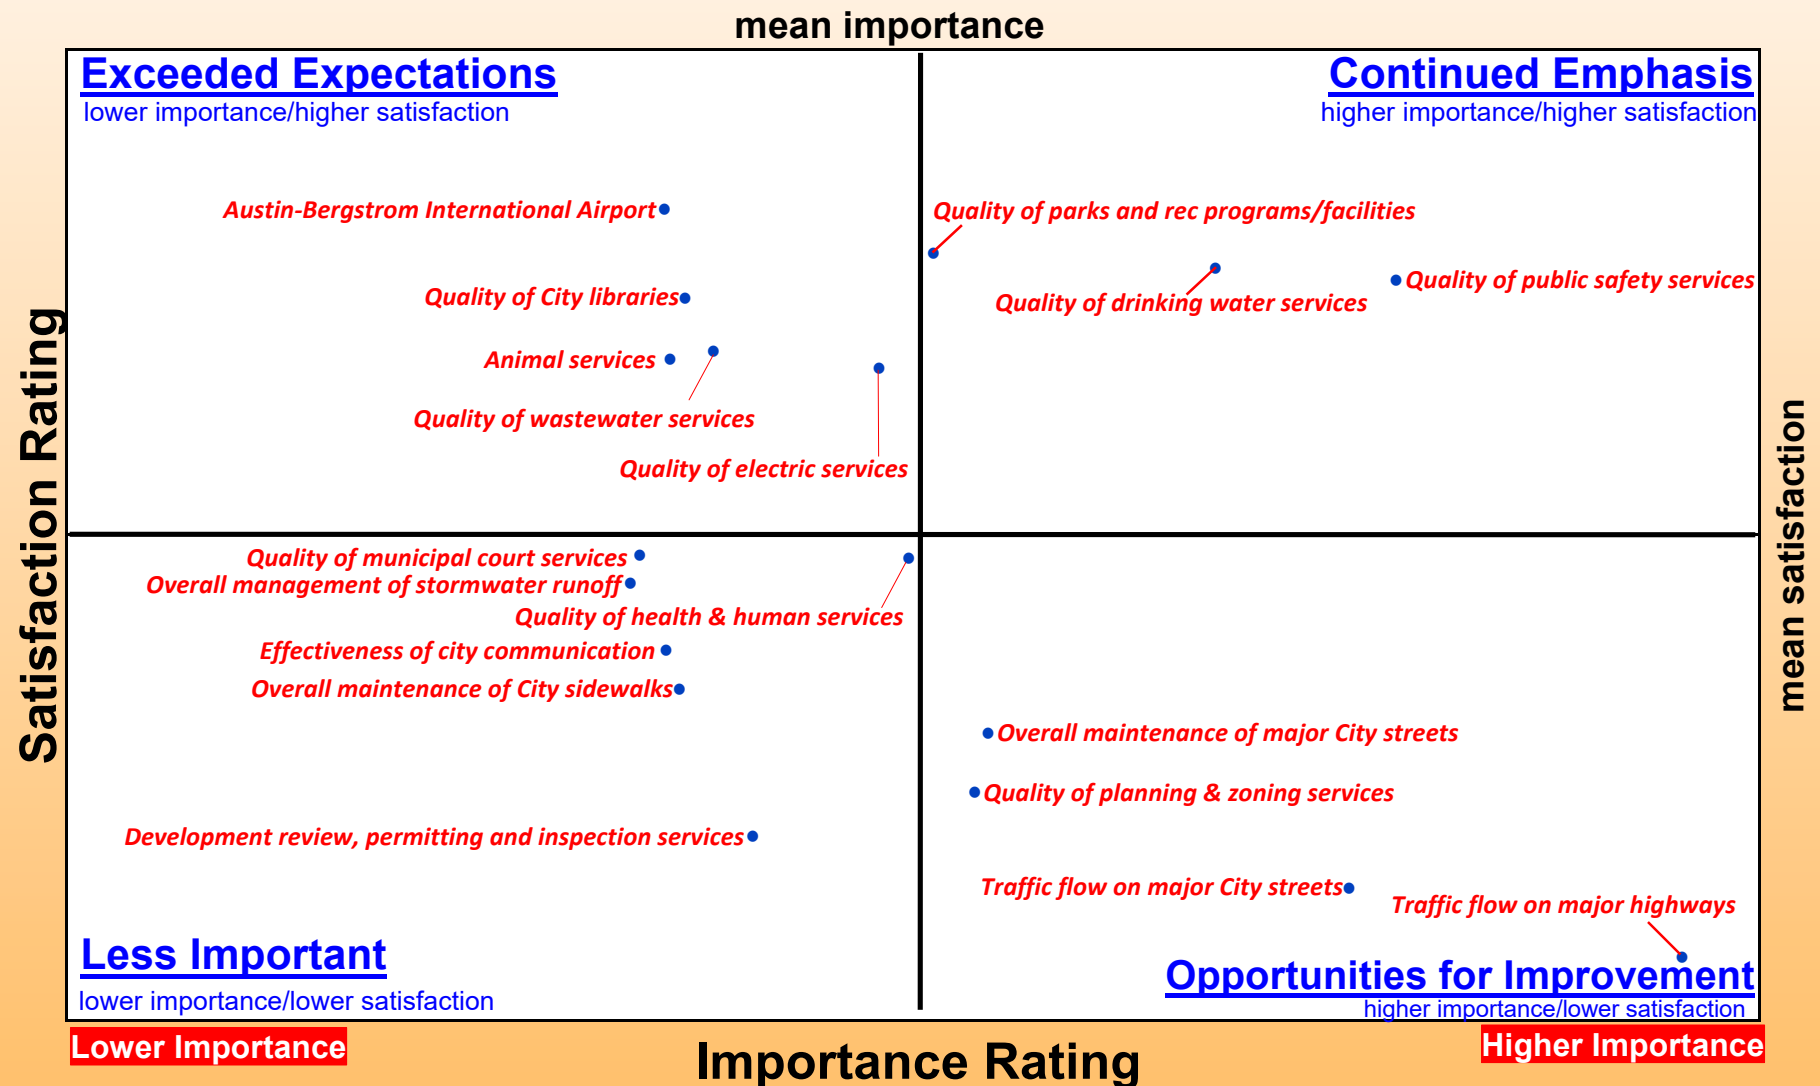 mean importance
Exceeded Expectations
lower importance/higher satisfaction
Continued Emphasis
higher importance/higher satisfaction
Austin-Bergstrom International Airport
Quality of parks and rec programs/facilities
Quality of City libraries
Quality of drinking water services
Quality of public safety services
Animal services
Quality of wastewater services
Quality of electric services
Satisfaction Rating
mean satisfaction
Quality of municipal court services
Overall management of stormwater runoff
Quality of health & human services
Effectiveness of city communication
Overall maintenance of City sidewalks
Overall maintenance of major City streets
Quality of planning & zoning services
Development review, permitting and inspection services
Traffic flow on major City streets
Traffic flow on major highways
Less Important
lower importance/lower satisfaction
Opportunities for Improvement
higher importance/lower satisfaction
Lower Importance
Importance Rating
Higher Importance